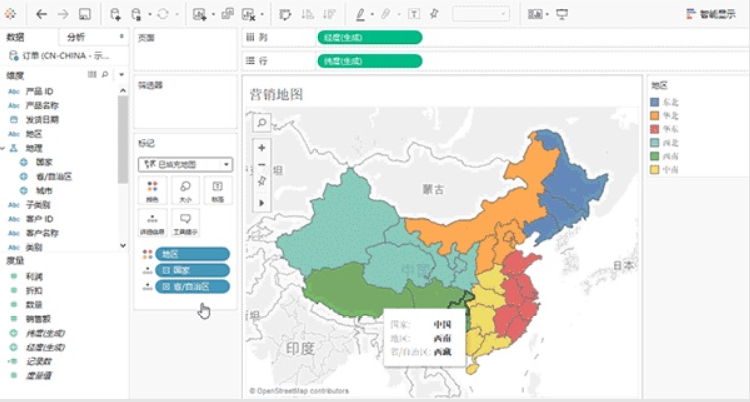 智能显示
数据
分析
页面
iii 列
经度(生成)
行
纬度(生成)
订单 (CN-CHINA - 示...
维度
Abc 产品 ID
Abc 产品名称
发货日期
Abc 地区
地理
国家
省/自治区
城市
Abc 子类别
Abc 客户 ID
Abc 客户名称
Abc 类别
度量
利润
折扣
数量
销售额
纬度(生成)
经度(生成)
记录数
度量值
筛选器
标记
已填充地图
颜色
大小
标签
详细信息
工具提示
地区
国家
省/自治区
营销地图
蒙古
中国
日本
印度
国家: 中国
地区: 西南
省/自治区: 西藏
© OpenStreetMap contributors
地区
东北
华北
华东
西北
西南
中南